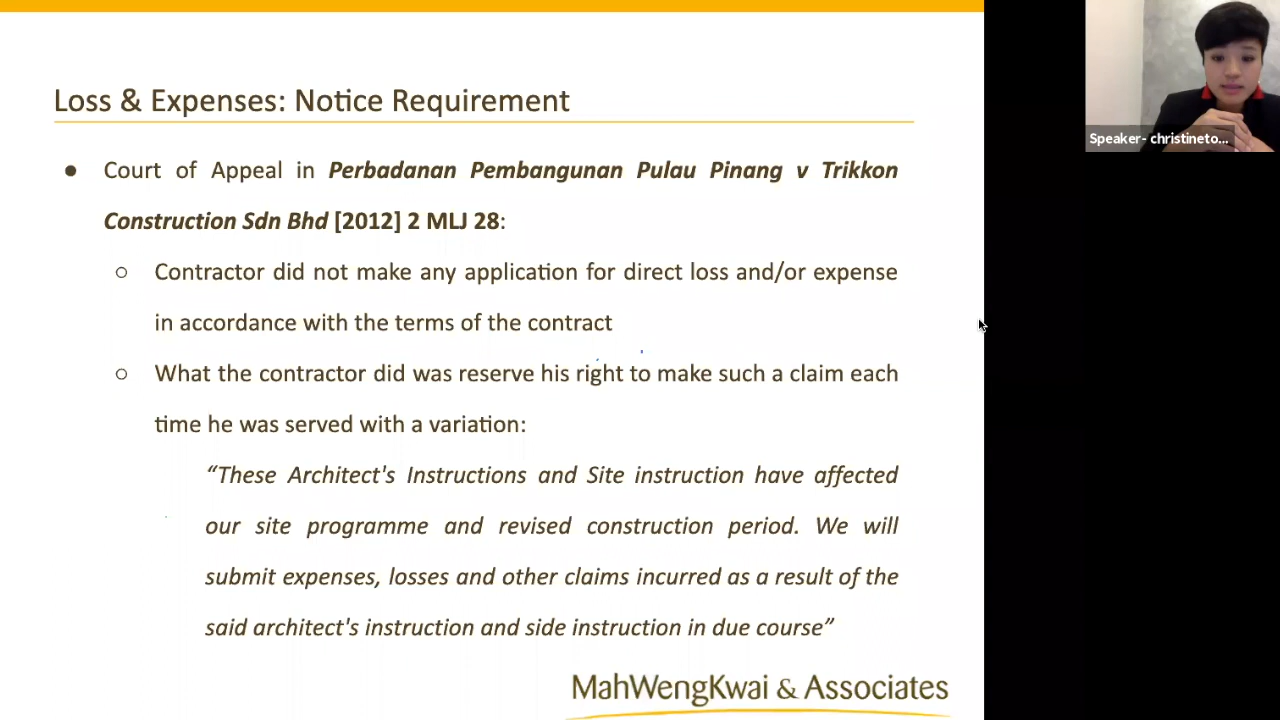 Loss & Expenses: Notice Requirement
● Court of Appeal in Perbadanan Pembangunan Pulau Pinang v Trikkon
Construction Sdn Bhd [2012] 2 MLJ 28:
○ Contractor did not make any application for direct loss and/or expense
in accordance with the terms of the contract
○ What the contractor did was reserve his right to make such a claim each
time he was served with a variation:
“These Architect's Instructions and Site instruction have affected
our site programme and revised construction period. We will
submit expenses, losses and other claims incurred as a result of the
said architect's instruction and side instruction in due course”
MahWengKwai & Associates
Speaker- christineto...